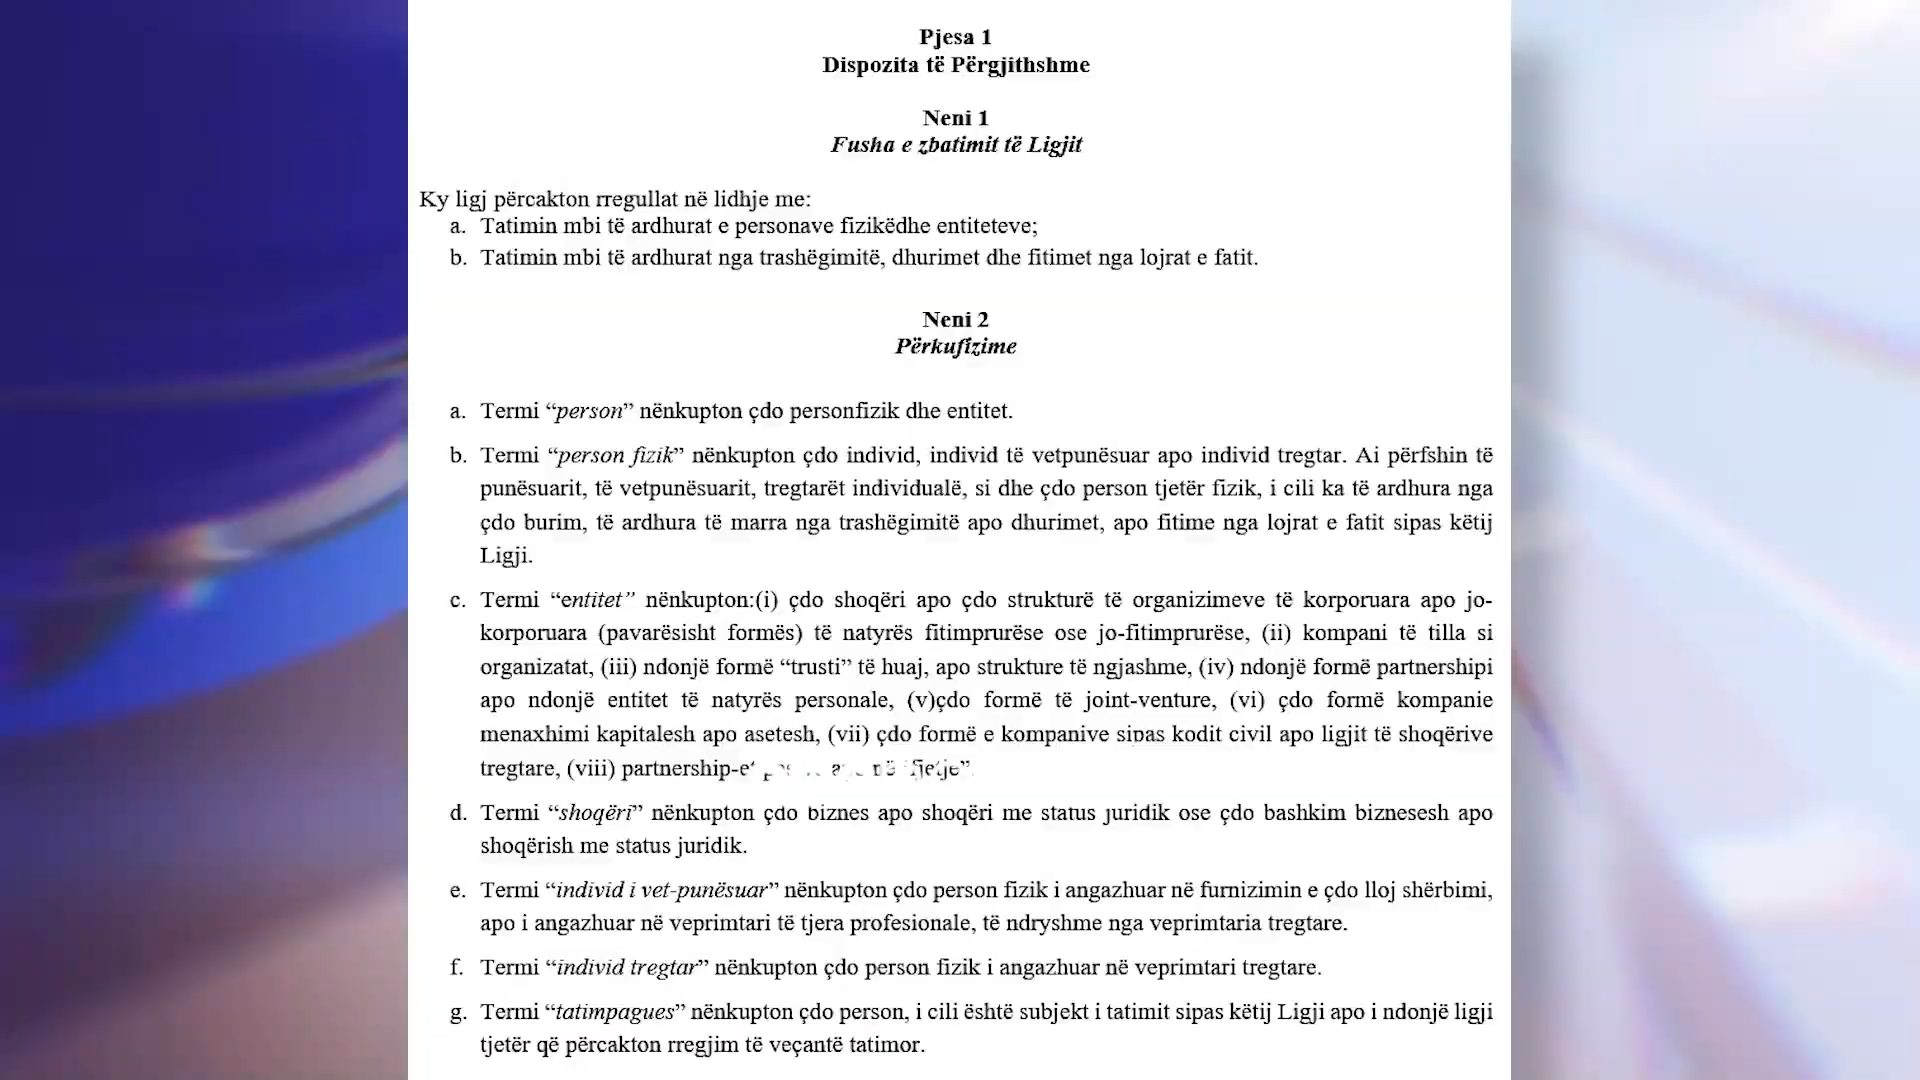 Pjesa 1
Dispozita të Përgjithshme
Neni 1
Fusha e zbatimit të Ligjit
Ky ligj përcakton rregullat në lidhje me:
a. Tatimin mbi të ardhurat e personave fizikëdhe entiteteve;
b. Tatimin mbi të ardhurat nga trashëgimitë, dhurimet dhe fitimet nga lojrat e fatit.
Neni 2
Përkufizime
a. Termi “person” nënkupton çdo personfizik dhe entitet.
b. Termi “person fizik” nënkupton çdo individ, individ të vetpunësuar apo individ tregtar. Ai përfshin të
punësuarit, të vetpunësuarit, tregtarët individualë, si dhe çdo person tjetër fizik, i cili ka të ardhura nga
çdo burim, të ardhura të marra nga trashëgimitë apo dhurimet, apo fitime nga lojrat e fatit sipas këtij
Ligji.
c. Termi “entitet” nënkupton:(i) çdo shoqëri apo çdo strukturë të organizimeve të korporuara apo jo-
korporuara (pavarësisht formës) të natyrës fitimprurëse ose jo-fitimprurëse, (ii) kompani të tilla si
organizatat, (iii) ndonjë formë “trusti” të huaj, apo strukture të ngjashme, (iv) ndonjë formë partnershipi
apo ndonjë entitet të natyrës personale, (v)çdo formë të joint-venture, (vi) çdo formë kompanie
menaxhimi kapitalesh apo asetesh, (vii) çdo formë e kompanive sipas kodit civil apo ligjit të shoqërive
tregtare, (viii)
d. Termi “shoqëri” nënkupton çdo biznes apo shoqëri me status juridik ose çdo bashkim biznesesh apo
shoqërish me status juridik.
e. Termi “individ i vet-punësuar” nënkupton çdo person fizik i angazhuar në furnizimin e çdo lloj shërbimi,
apo i angazhuar në veprimtari të tjera profesionale, të ndryshme nga veprimtaria tregtare.
f. Termi “individ tregtar” nënkupton çdo person fizik i angazhuar në veprimtari tregtare.
g. Termi “tatimpagues” nënkupton çdo person, i cili është subjekt i tatimit sipas këtij Ligji apo i ndonjë ligji
tjetër që përcakton rregjim të veçantë tatimor.